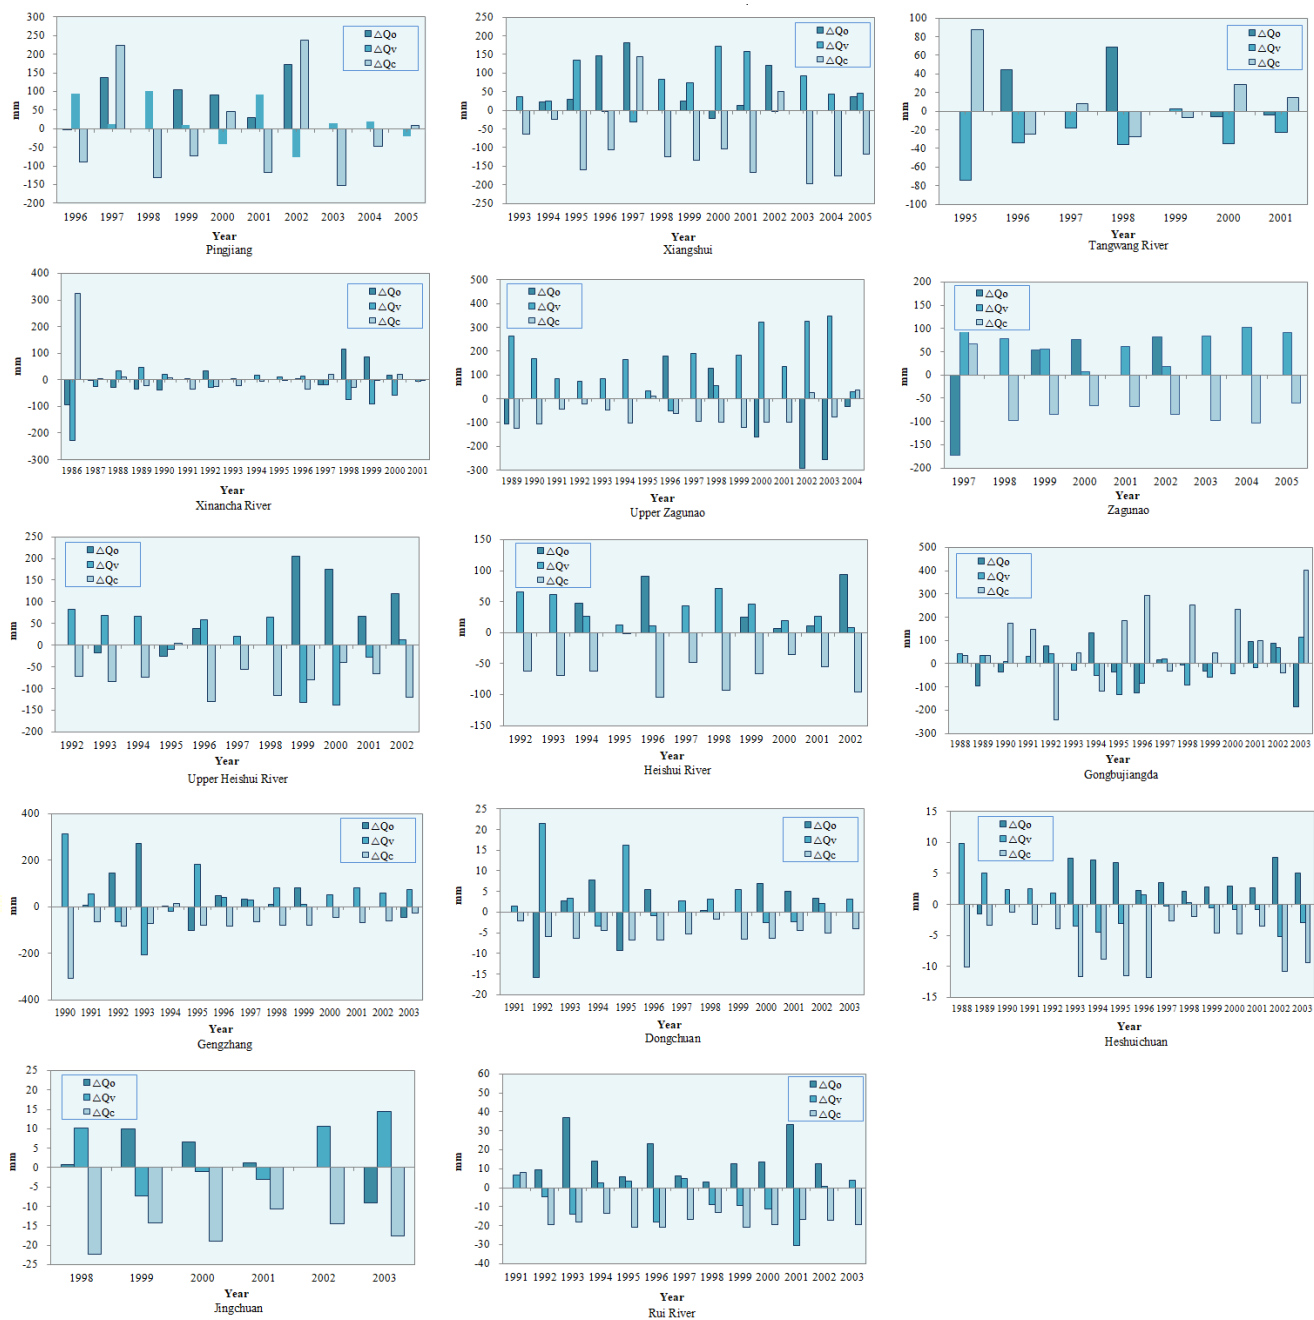 300
250
200
150
100
50
0
-50
-100
-150
-200
mm
△Qo
△Qv
△Qc
1996 1997 1998 1999 2000 2001 2002 2003 2004 2005
Year
Pingjiang
250
200
150
100
50
0
-50
-100
-150
-200
-250
mm
△Qo
△Qv
△Qc
1993 1994 1995 1996 1997 1998 1999 2000 2001 2002 2003 2004 2005
Year
Xiangshui
100
80
60
40
20
0
-20
-40
-60
-80
-100
mm
△Qo
△Qv
△Qc
1995 1996 1997 1998 1999 2000 2001
Year
Tangwang River
400
300
200
100
0
-100
-200
-300
mm
△Qo
△Qv
△Qc
1986 1987 1988 1989 1990 1991 1992 1993 1994 1995 1996 1997 1998 1999 2000 2001
Year
Xinancha River
500
400
300
200
100
0
-100
-200
-300
mm
△Qo
△Qv
△Qc
1989 1990 1991 1992 1993 1994 1995 1996 1997 1998 1999 2000 2001 2002 2003 2004
Year
Upper Zagunao
200
150
100
50
0
-50
-100
-150
-200
mm
△Qo
△Qv
△Qc
1997 1998 1999 2000 2001 2002 2003 2004 2005
Year
Zagunao
250
200
150
100
50
0
-50
-100
-150
-200
mm
△Qo
△Qv
△Qc
1992 1993 1994 1995 1996 1997 1998 1999 2000 2001 2002
Year
Upper Heishui River
150
100
50
0
-50
-100
-150
mm
△Qo
△Qv
△Qc
1992 1993 1994 1995 1996 1997 1998 1999 2000 2001 2002
Year
Heishui River
500
400
300
200
100
0
-100
-200
-300
mm
△Qo
△Qv
△Qc
1988 1989 1990 1991 1992 1993 1994 1995 1996 1997 1998 1999 2000 2001 2002 2003
Year
Gongbujiangda
400
200
0
-200
-400
mm
△Qo
△Qv
△Qc
1990 1991 1992 1993 1994 1995 1996 1997 1998 1999 2000 2001 2002 2003
Year
Gengzhang
25
20
15
10
5
0
-5
-10
-15
-20
mm
△Qo
△Qv
△Qc
1991 1992 1993 1994 1995 1996 1997 1998 1999 2000 2001 2002 2003
Year
Dongchuan
15
10
5
0
-5
-10
-15
mm
△Qo
△Qv
△Qc
1988 1989 1990 1991 1992 1993 1994 1995 1996 1997 1998 1999 2000 2001 2002 2003
Year
Heshuichuan
25
20
15
10
5
0
-5
-10
-15
-20
-25
mm
△Qo
△Qv
△Qc
1998 1999 2000 2001 2002 2003
Year
Jingchuan
60
50
40
30
20
10
0
-10
-20
-30
-40
mm
△Qo
△Qv
△Qc
1991 1992 1993 1994 1995 1996 1997 1998 1999 2000 2001 2002 2003
Year
Rui River